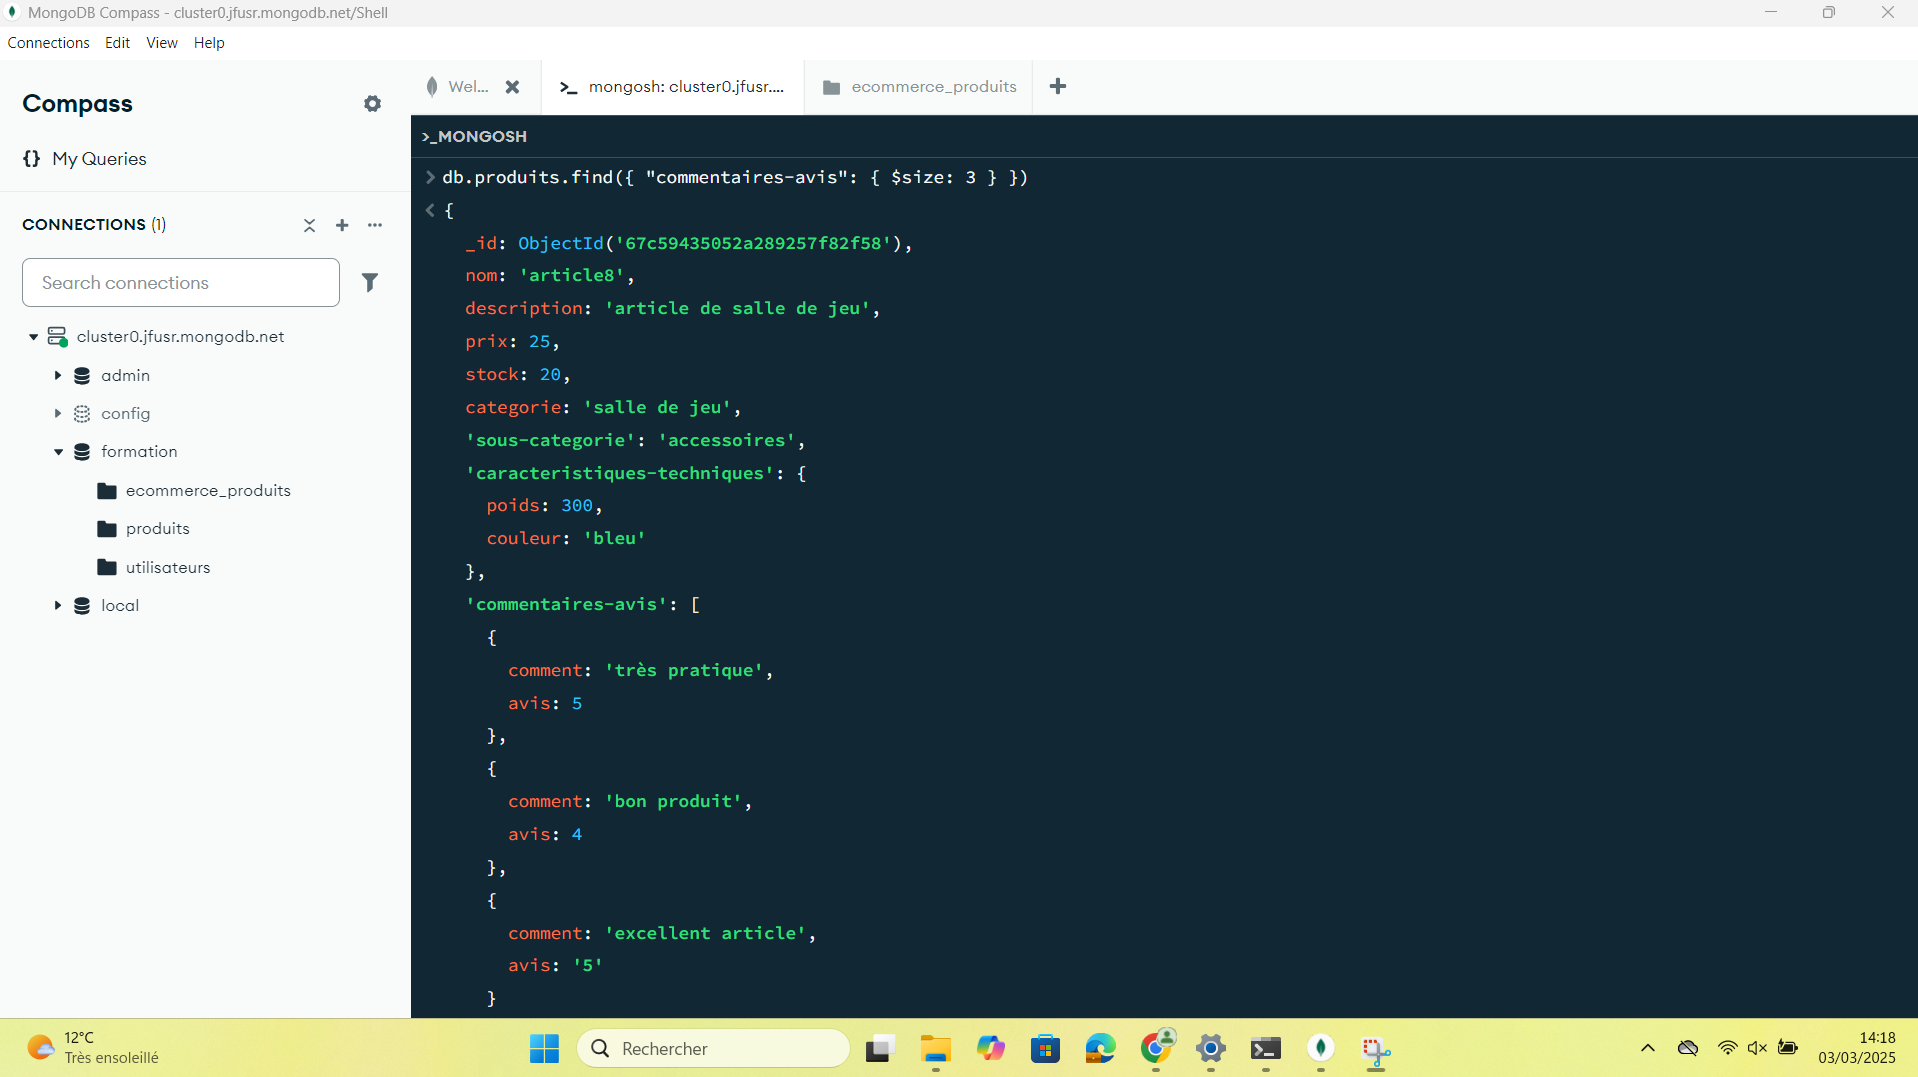 MongoDB Compass - cluster0.jfusr.mongodb.net/Shell
Connections Edit View Help
Compass
{} My Queries
CONNECTIONS (1)
Search connections
cluster0.jfusr.mongodb.net
admin
config
formation
ecommerce_produits
produits
utilisateurs
local
Wel...
>_ mongosh: cluster0.jfusr....
ecommerce_produits
>_MONGOSH
> db.produits.find({ "commentaires-avis": { $size: 3 } })
< {
_id: ObjectId('67c59435052a289257f82f58'),
nom: 'article8',
description: 'article de salle de jeu',
prix: 25,
stock: 20,
categorie: 'salle de jeu',
'sous-categorie': 'accessoires',
'caracteristiques-techniques': {
poids: 300,
couleur: 'bleu'
},
'commentaires-avis': [
{
comment: 'très pratique',
avis: 5
},
{
comment: 'bon produit',
avis: 4
},
{
comment: 'excellent article',
avis: '5'
}
12°C
Très ensoleillé
Rechercher
14:18
03/03/2025